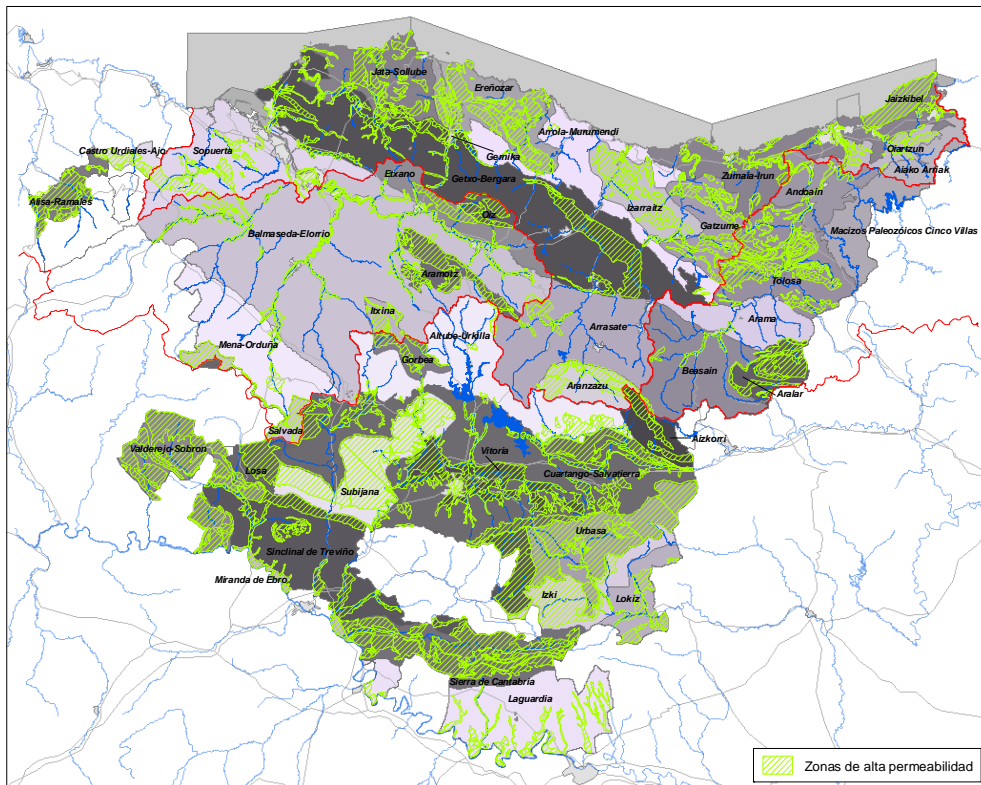 Jata-Sollube
Ereñozar
Jaizkibel
Arrola-Murumendi
Castro Urdiales-Ajo
Sopuerta
Gernika
Oiartzun
Aiako Arriak
Etxano
Getxo-Bergara
Zumaia-Irun
Andoain
Alisa-Ramales
Oiz
Izarraitz
Gatzume
Macizos Paleozóicos Cinco Villas
Balmaseda-Elorrio
Aramotz
Tolosa
Itxina
Arama
Altube-Urkilla
Arrasate
Mena-Orduña
Gorbea
Beasain
Aranzazu
Aralar
Salvada
Aizkorri
Valderejo-Sobron
Vitoria
Losa
Cuartango-Salvatierra
Subijana
Urbasa
Sinclinal de Treviño
Miranda de Ebro
Izki
Lokiz
Sierra de Cantabria
Laguardia
Zonas de alta permeabilidad